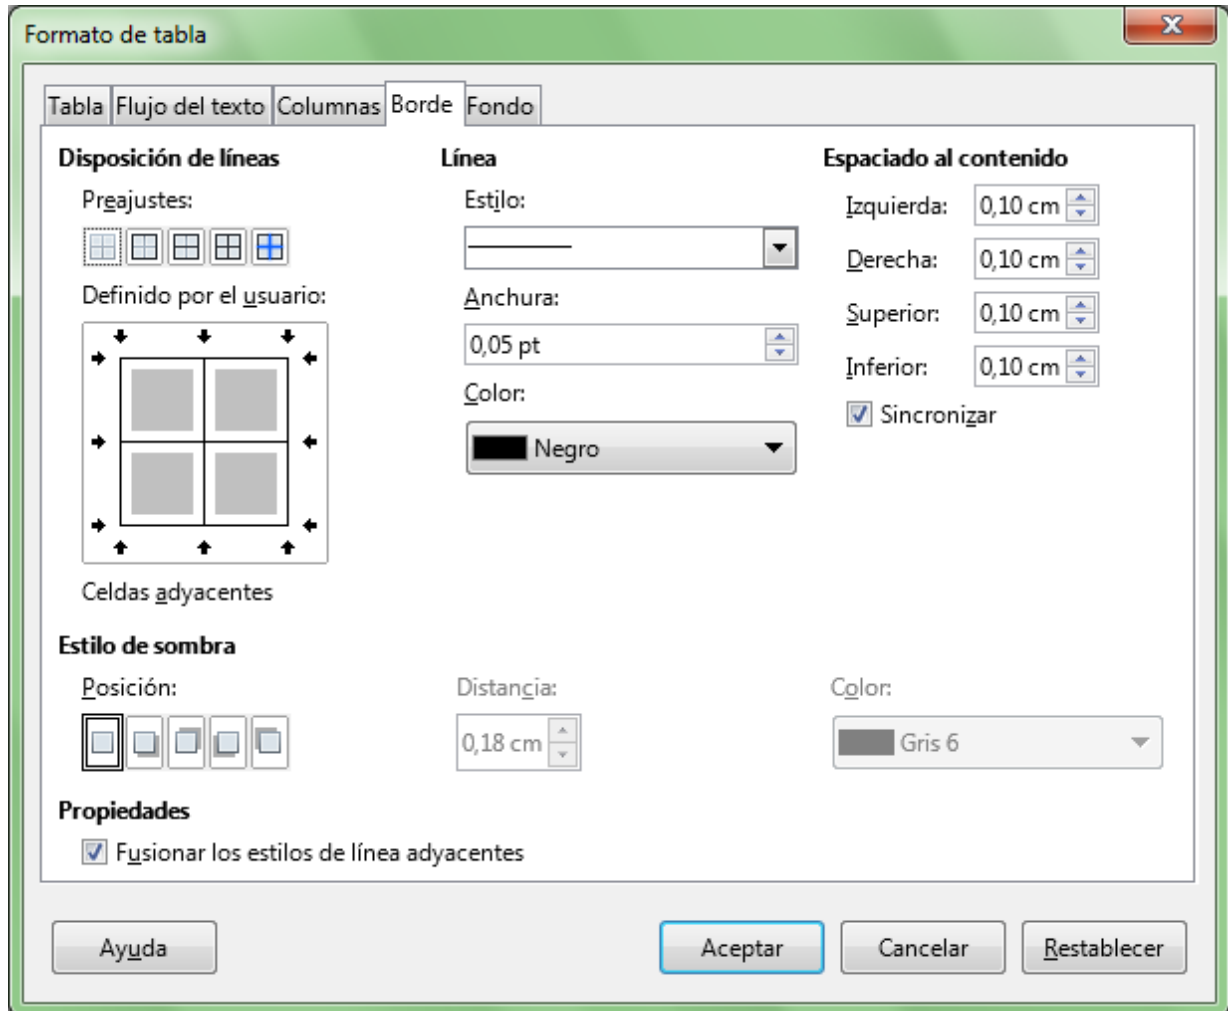 Formato de tabla
Tabla Flujo del texto Columnas Borde Fondo
Disposición de líneas
Preajustes:
Definido por el usuario:
Celdas adyacentes
Línea
Estilo:
Anchura:
0,05 pt
Color:
Negro
Espaciado al contenido
Izquierda: 0,10 cm
Derecha: 0,10 cm
Superior: 0,10 cm
Inferior: 0,10 cm
Sincronizar
Estilo de sombra
Posición:
Distancia:
0,18 cm
Color:
Gris 6
Propiedades
Fusionar los estilos de línea adyacentes
Ayuda Aceptar Cancelar Restablecer